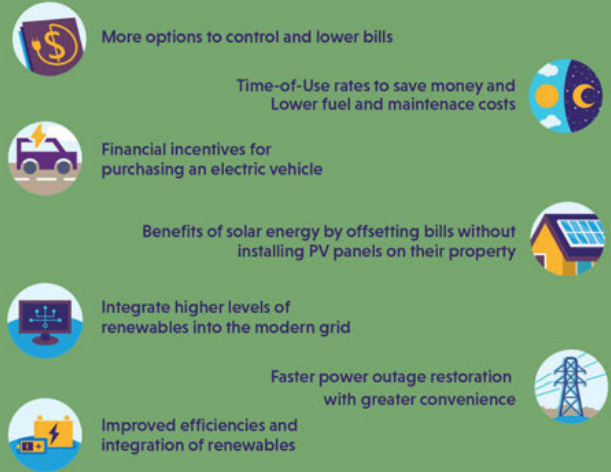 More options to control and lower bills
Time-of-Use rates to save money and
Lower fuel and maintenace costs
Financial incentives for
purchasing an electric vehicle
Benefits of solar energy by offsetting bills without
installing PV panels on their property
Integrate higher levels of
renewables into the modern grid
Faster power outage restoration
with greater convenience
Improved efficiencies and
integration of renewables